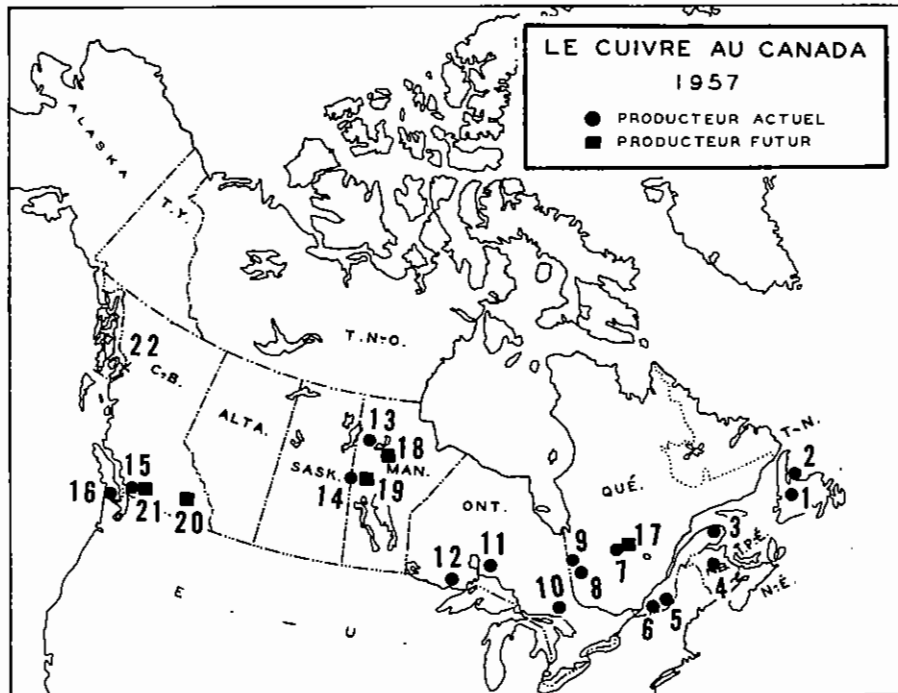 LE CUIVRE AU CANADA
1957
PRODUCTEUR ACTUEL
PRODUCTEUR FUTUR
ALASKA
T.Y.
T.N-O.
22
C-B.
ALTA.
SASK.
MAN.
13
18
14
19
15
16
21
20
ONT.
QUÉ.
T-N.
2
1
3
I.P.É.
N.B.
4
N-É.
17
7
9
8
11
12
10
6
5
E - U.